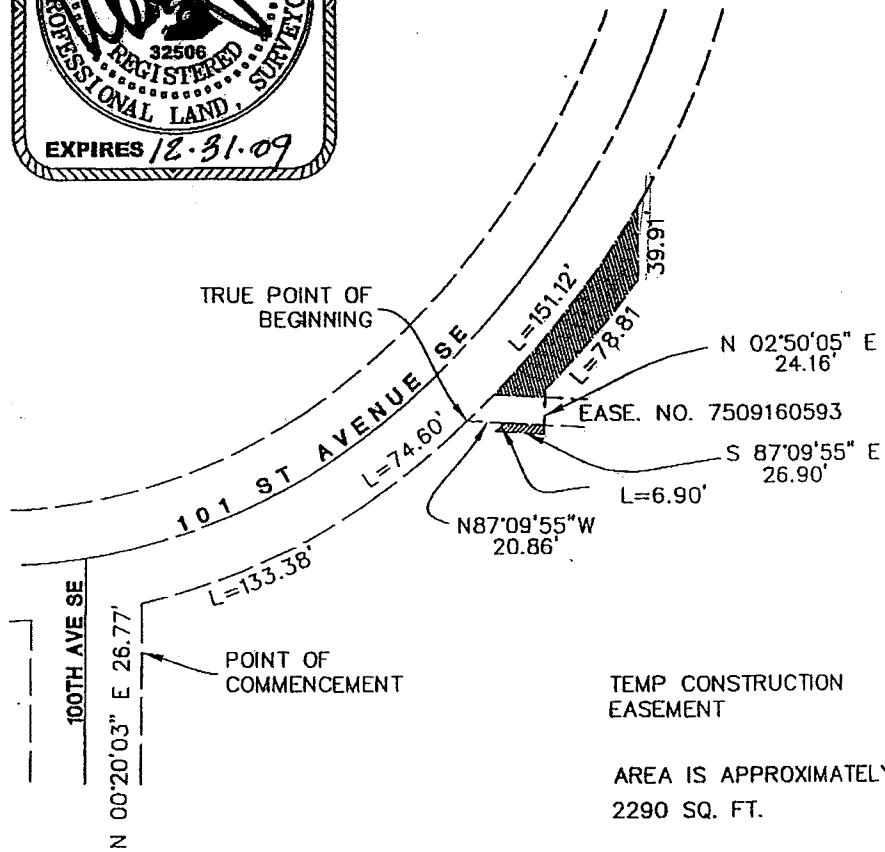 32506
REGISTERED
PROFESSIONAL LAND, SURVEYO
EXPIRES 12.31.09
TRUE POINT OF
BEGINNING
101 ST AVENUE SE
L=151.12'
39.91'
L=78.81
N 02°50'05" E
24.16'
EASE. NO. 7509160593
S 87°09'55" E
26.90'
L=6.90'
N87°09'55"W
20.86'
L=74.60'
L=133.38'
100TH AVE SE
N 00°20'03" E 26.77'
POINT OF
COMMENCEMENT
TEMP CONSTRUCTION
EASEMENT
AREA IS APPROXIMATELY
2290 SQ. FT.